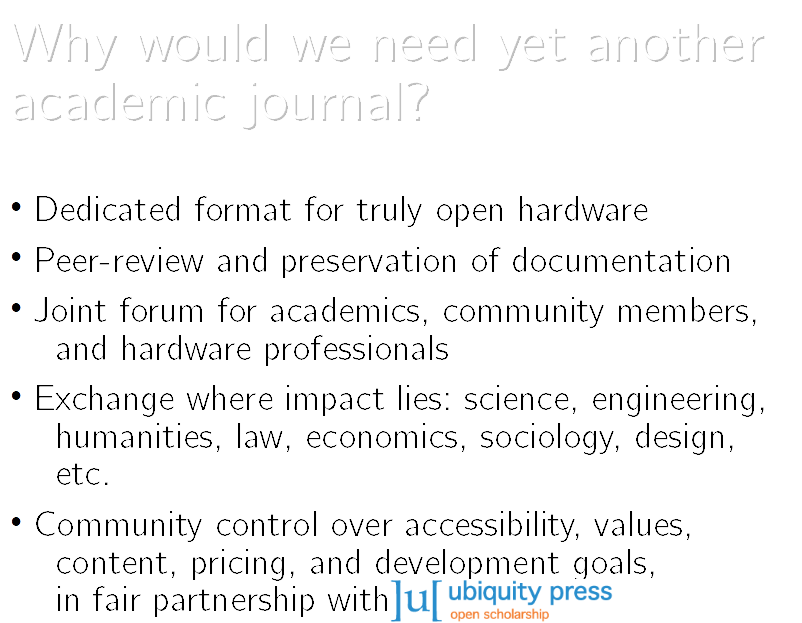 Why would we need yet another
academic journal?
• Dedicated format for truly open hardware
• Peer-review and preservation of documentation
• Joint forum for academics, community members,
and hardware professionals
• Exchange where impact lies: science, engineering,
humanities, law, economics, sociology, design,
etc.
• Community control over accessibility, values,
content, pricing, and development goals,
in fair partnership with ]u[ ubiquity press
open scholarship